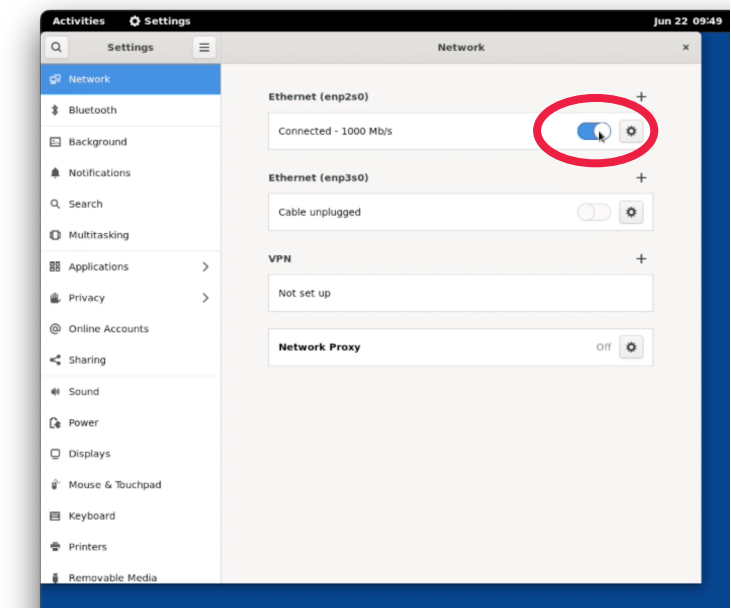 Activities Settings Jun 22 09:49
Settings Network
Network
Bluetooth
Background
Notifications
Search
Multitasking
Applications
Privacy
Online Accounts
Sharing
Sound
Power
Displays
Mouse & Touchpad
Keyboard
Printers
Removable Media
Ethernet (enp2s0)
Connected - 1000 Mb/s
Ethernet (enp3s0)
Cable unplugged
VPN
Not set up
Network Proxy Off